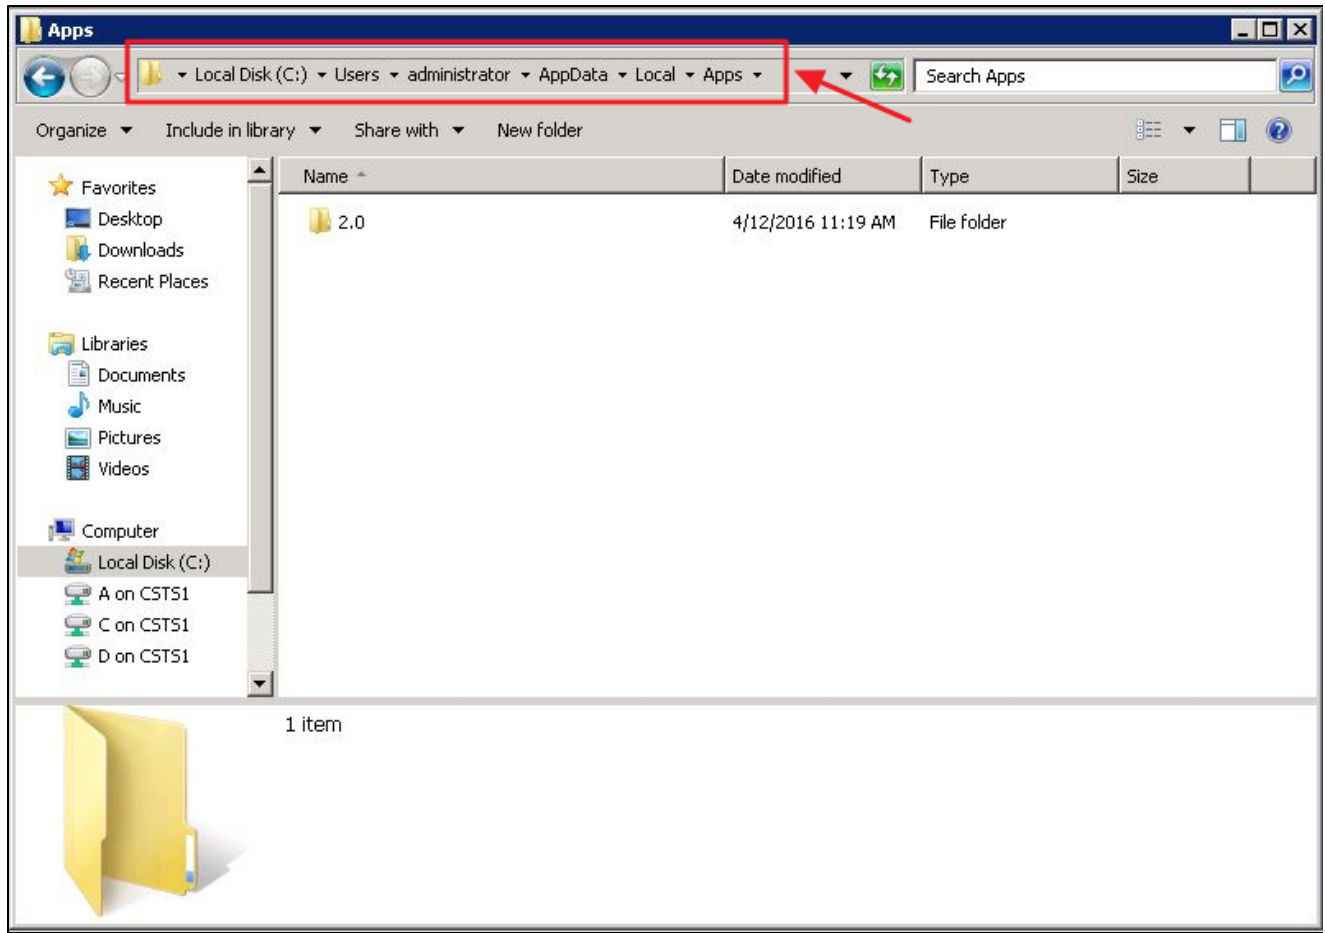 Apps
Local Disk (C:) Users administrator AppData Local Apps
Search Apps
Organize Include in library Share with New folder
Name Date modified Type Size
2.0 4/12/2016 11:19 AM File folder
Favorites
Desktop
Downloads
Recent Places
Libraries
Documents
Music
Pictures
Videos
Computer
Local Disk (C:)
A on CSTS1
C on CSTS1
D on CSTS1
1 item